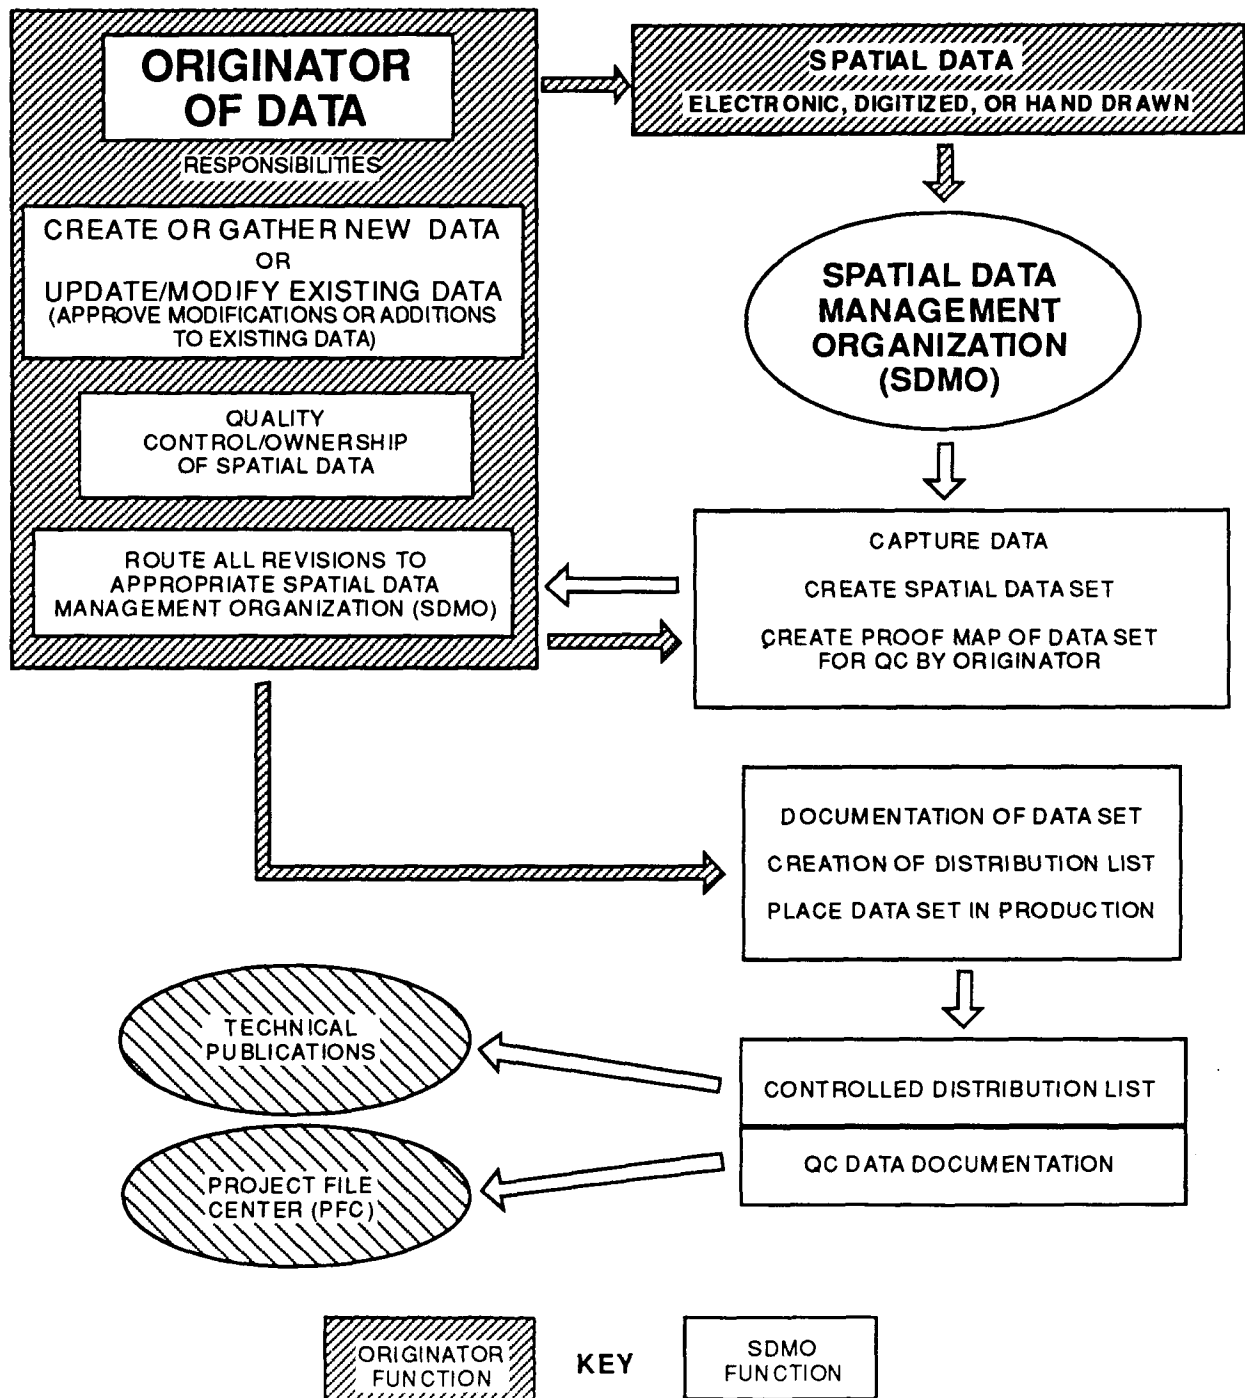 ORIGINATOR
OF DATA
RESPONSIBILITIES
CREATE OR GATHER NEW DATA
OR
UPDATE/MODIFY EXISTING DATA
(APPROVE MODIFICATIONS OR ADDITIONS
TO EXISTING DATA)
QUALITY
CONTROL/OWNERSHIP
OF SPATIAL DATA
ROUTE ALL REVISIONS TO
APPROPRIATE SPATIAL DATA
MANAGEMENT ORGANIZATION (SDMO)
SPATIAL DATA
ELECTRONIC, DIGITIZED, OR HAND DRAWN
SPATIAL DATA
MANAGEMENT
ORGANIZATION
(SDMO)
CAPTURE DATA
CREATE SPATIAL DATA SET
CREATE PROOF MAP OF DATA SET
FOR QC BY ORIGINATOR
DOCUMENTATION OF DATA SET
CREATION OF DISTRIBUTION LIST
PLACE DATA SET IN PRODUCTION
TECHNICAL
PUBLICATIONS
CONTROLLED DISTRIBUTION LIST
QC DATA DOCUMENTATION
PROJECT FILE
CENTER (PFC)
ORIGINATOR
FUNCTION
KEY
SDMO
FUNCTION